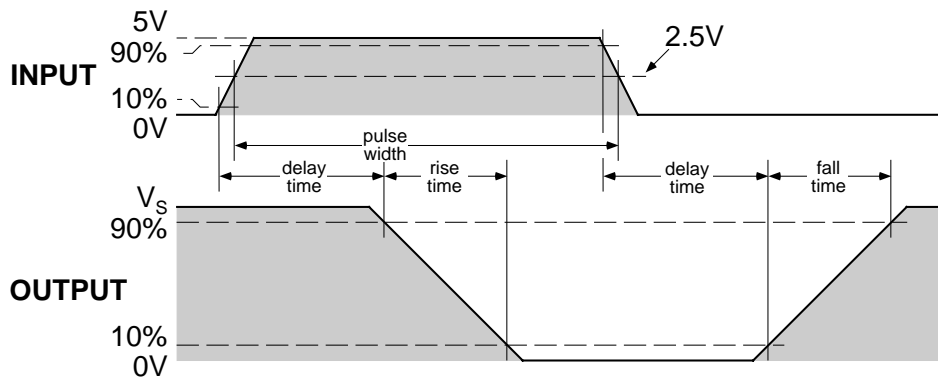 5V
90%
2.5V
INPUT
10%
0V
pulse
width
delay
time
rise
time
delay
time
fall
time
VS
90%
OUTPUT
10%
0V